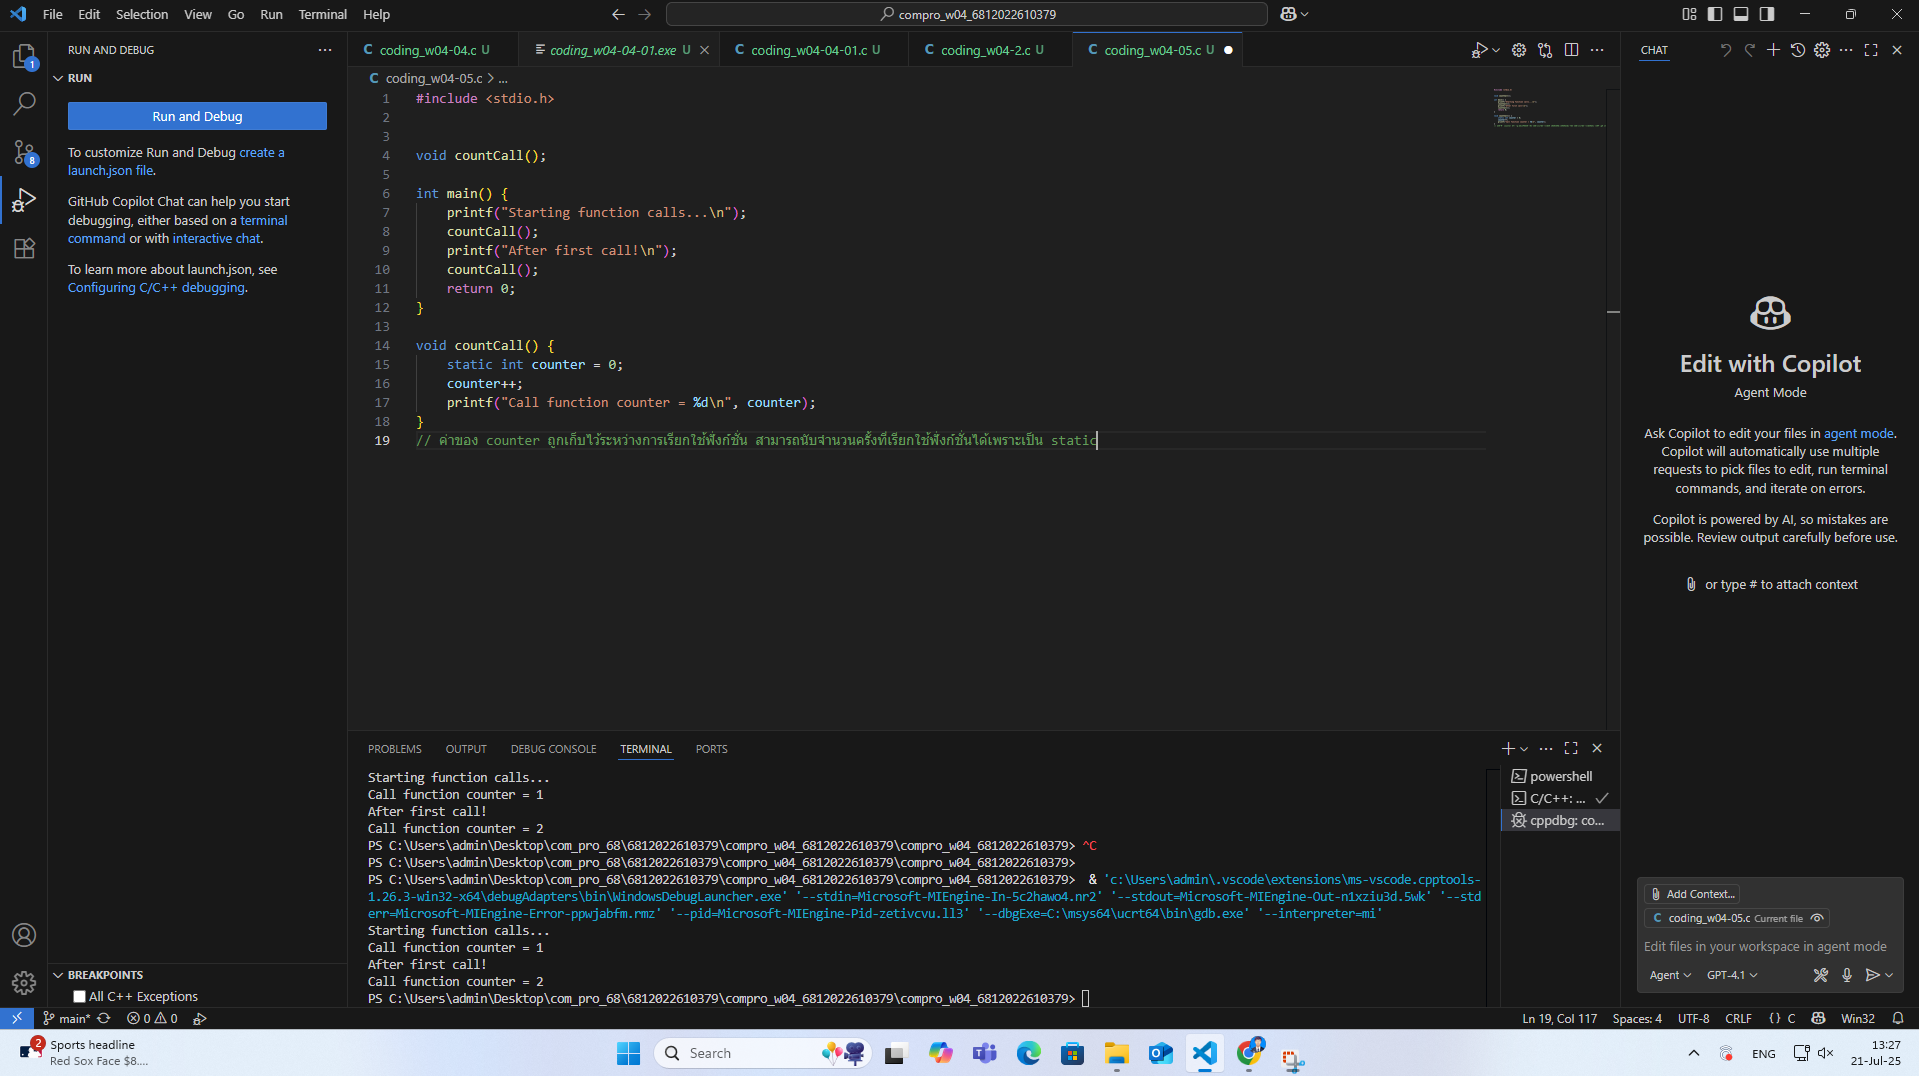 File Edit Selection View Go Run Terminal Help
compro_w04_6812022610379
RUN AND DEBUG
RUN
Run and Debug
To customize Run and Debug create a
launch.json file.
GitHub Copilot Chat can help you start
debugging, either based on a terminal
command or with interactive chat.
To learn more about launch.json, see
Configuring C/C++ debugging.
BREAKPOINTS
All C++ Exceptions
1
8
C coding_w04-04.c U
coding_w04-04-01.exe U
C coding_w04-04-01.c U
C coding_w04-2.c U
C coding_w04-05.c U
C coding_w04-05.c > ...
1 #include <stdio.h>
2
3
4 void countCall();
5
6 int main() {
7 printf("Starting function calls...\n");
8 countCall();
9 printf("After first call!\n");
10 countCall();
11 return 0;
12 }
13
14 void countCall() {
15 static int counter = 0;
16 counter++;
17 printf("Call function counter = %d\n", counter);
18 }
19 // ค่าของ counter ถูกเก็บไว้ระหว่างการเรียกใช้ฟังก์ชั่น สามารถนับจำนวนครั้งที่เรียกใช้ฟังก์ชั่นได้เพราะเป็น static
PROBLEMS OUTPUT DEBUG CONSOLE TERMINAL PORTS
Starting function calls...
Call function counter = 1
After first call!
Call function counter = 2
PS C:\Users\admin\Desktop\com_pro_68\6812022610379\compro_w04_6812022610379\compro_w04_6812022610379> ^C
PS C:\Users\admin\Desktop\com_pro_68\6812022610379\compro_w04_6812022610379\compro_w04_6812022610379>
PS C:\Users\admin\Desktop\com_pro_68\6812022610379\compro_w04_6812022610379\compro_w04_6812022610379> & 'c:\Users\admin\.vscode\extensions\ms-vscode.cpptools-
1.26.3-win32-x64\debugAdapters\bin\WindowsDebugLauncher.exe' '--stdin=Microsoft-MIEngine-In-5c2hawo4.nr2' '--stdout=Microsoft-MIEngine-Out-n1xziu3d.5wk' '--std
err=Microsoft-MIEngine-Error-ppwjabfm.rmz' '--pid=Microsoft-MIEngine-Pid-zetivcvu.ll3' '--dbgExe=C:\msys64\ucrt64\bin\gdb.exe' '--interpreter=mi'
Starting function calls...
Call function counter = 1
After first call!
Call function counter = 2
PS C:\Users\admin\Desktop\com_pro_68\6812022610379\compro_w04_6812022610379\compro_w04_6812022610379>
powershell
C/C++: ...
cppdbg: co...
CHAT
Edit with Copilot
Agent Mode
Ask Copilot to edit your files in agent mode.
Copilot will automatically use multiple
requests to pick files to edit, run terminal
commands, and iterate on errors.
Copilot is powered by AI, so mistakes are
possible. Review output carefully before use.
or type # to attach context
Add Context...
C coding_w04-05.c Current file
Edit files in your workspace in agent mode
Agent GPT-4.1
main* 0 0
Ln 19, Col 117 Spaces: 4 UTF-8 CRLF {} C Win32
2
Sports headline
Red Sox Face $8....
Search
ENG
13:27
21-Jul-25